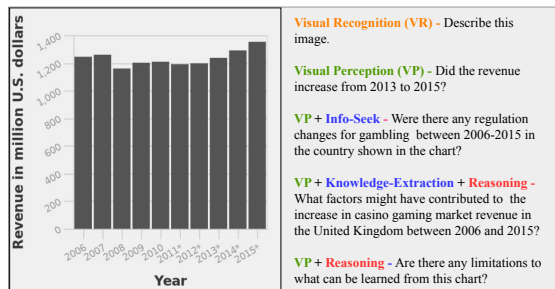 Revenue in million U.S. dollars
1,400
1,200
1,000
800
600
400
200
0
2006
2007
2008
2009
2010
2011*
2012*
2013*
2014*
2015*
Year
Visual Recognition (VR) - Describe this
image.
Visual Perception (VP) - Did the revenue
increase from 2013 to 2015?
VP + Info-Seek - Were there any regulation
changes for gambling between 2006-2015 in
the country shown in the chart?
VP + Knowledge-Extraction + Reasoning -
What factors might have contributed to the
increase in casino gaming market revenue in
the United Kingdom between 2006 and 2015?
VP + Reasoning - Are there any limitations to
what can be learned from this chart?